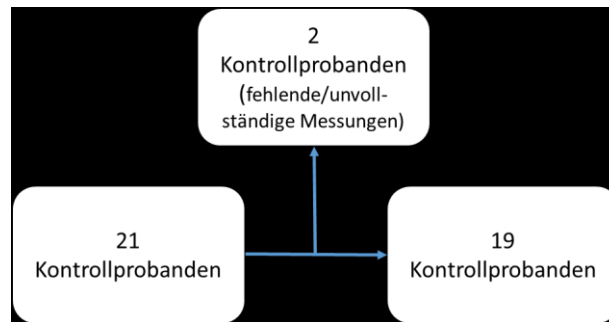 2
Kontrollprobanden
(fehlende/unvoll-
ständige Messungen)
21
Kontrollprobanden
19
Kontrollprobanden